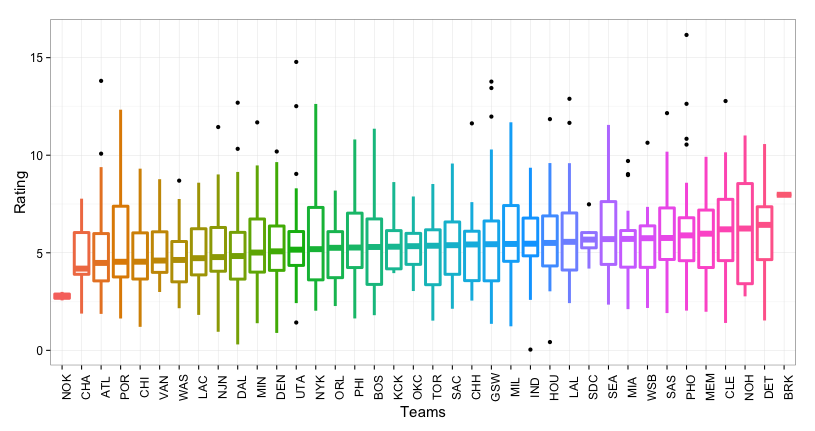 15
10
5
0
Rating
NOK CHA ATL POR CHI VAN WAS LAC NJN DAL MIN DEN UTA NYK ORL PHI BOS KCK OKC TOR SAC CHH GSW MIL IND HOU LAL SDC SEA MIA WSB SAS PHO MEM CLE NOH DET BRK
Teams